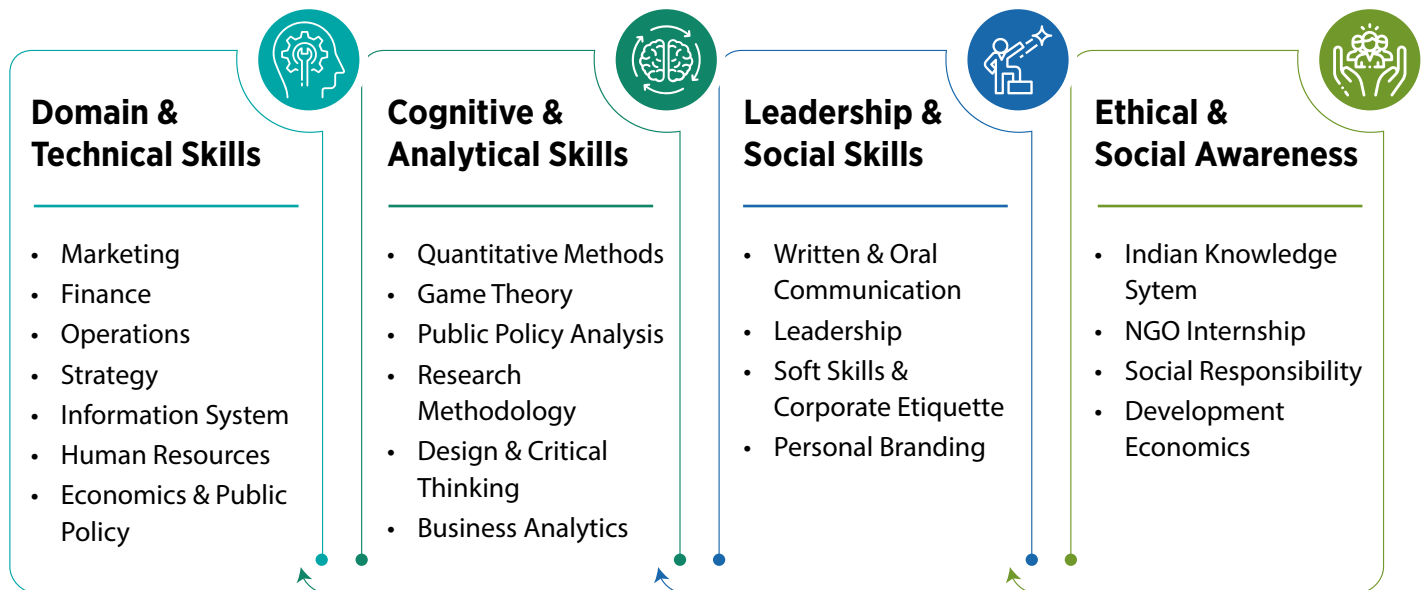 Domain &
Technical Skills
• Marketing
• Finance
• Operations
• Strategy
• Information System
• Human Resources
• Economics & Public
Policy
Cognitive &
Analytical Skills
• Quantitative Methods
• Game Theory
• Public Policy Analysis
• Research
Methodology
• Design & Critical
Thinking
• Business Analytics
Leadership &
Social Skills
• Written & Oral
Communication
• Leadership
• Soft Skills &
Corporate Etiquette
• Personal Branding
Ethical &
Social Awareness
• Indian Knowledge
Sytem
• NGO Internship
• Social Responsibility
• Development
Economics